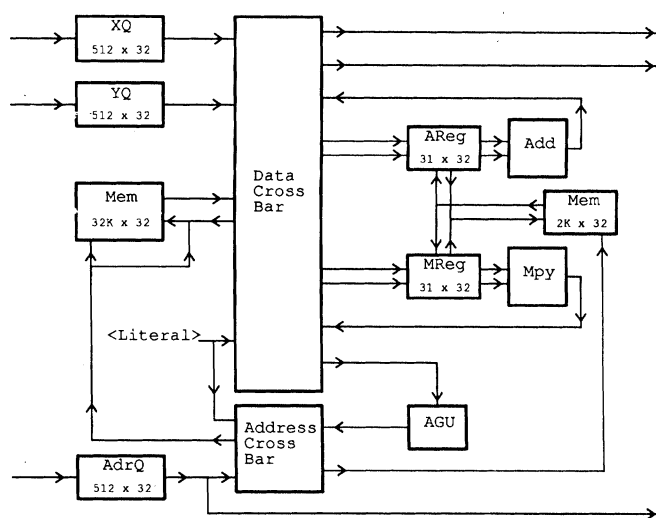 XQ
512 x 32
YQ
512 x 32
Mem
32K x 32
<Literal>
AdrQ
512 x 32
Data
Cross
Bar
Address
Cross
Bar
AReg
31 x 32
Add
Mem
2K x 32
MReg
31 x 32
Mpy
AGU